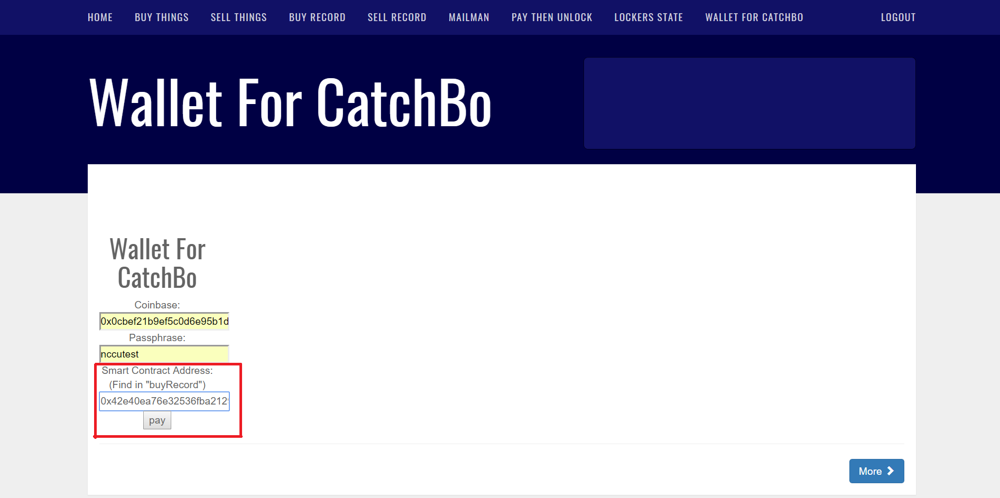 HOME BUY THINGS SELL THINGS BUY RECORD SELL RECORD MAILMAN PAY THEN UNLOCK LOCKERS STATE WALLET FOR CATCHBO LOGOUT
Wallet For CatchBo
Wallet For
CatchBo
Coinbase:
0x0cbef21b9ef5c0d6e95b1d
Passphrase:
nccutest
Smart Contract Address:
(Find in "buyRecord")
0x42e40ea76e32536fba212
pay
More